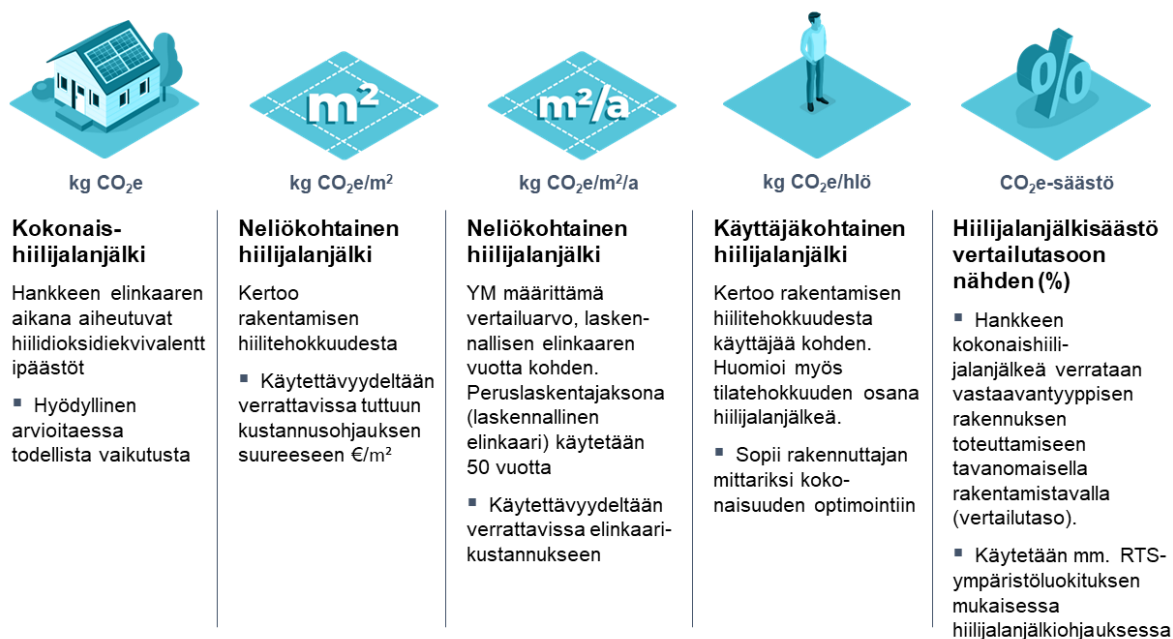 m²
m²/a
%
kg CO₂e
kg CO₂e/m²
kg CO₂e/m²/a
kg CO₂e/hlö
CO₂e-säästö
Kokonais-
hiilijalanjälki
Hankkeen elinkaaren
aikana aiheutuvat
hiilidioksidiekvivalentt
ipäästöt
▪ Hyödyllinen
arvioitaessa
todellista vaikutusta
Neliökohtainen
hiilijalanjälki
Kertoo
rakentamisen
hiilitehokkuudesta
▪ Käytettävyydeltään
verrattavissa tuttuun
kustannusohjauksen
suureeseen €/m²
Neliökohtainen
hiilijalanjälki
YM määrittämä
vertailuarvo, lasken-
nallisen elinkaaren
vuotta kohden.
Peruslaskentajaksona
(laskennallinen
elinkaari) käytetään
50 vuotta
▪ Käytettävyydeltään
verrattavissa elinkaari-
kustannukseen
Käyttäjäkohtainen
hiilijalanjälki
Kertoo rakentamisen
hiilitehokkuudesta
käyttäjää kohden.
Huomioi myös
tilatehokkuuden osana
hiilijalanjälkeä.
▪ Sopii rakennuttajan
mittariksi koko-
naisuuden optimointiin
Hiilijalanjälkisäästö
vertailutasoon
nähden (%)
▪ Hankkeen
kokonaishiili-
jalanjälkeä verrataan
vastaavantyyppisen
rakennuksen
toteuttamiseen
tavanomaisella
rakentamistavalla
(vertailutaso).
▪ Käytetään mm. RTS-
ympäristöluokituksen
mukaisessa
hiilijalanjälkiohjauksessa